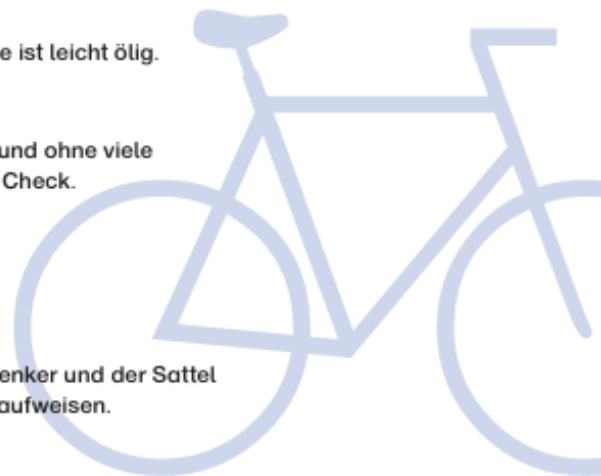 e ist leicht ölig.
und ohne viele
Check.
enker und der Sattel
aufweisen.